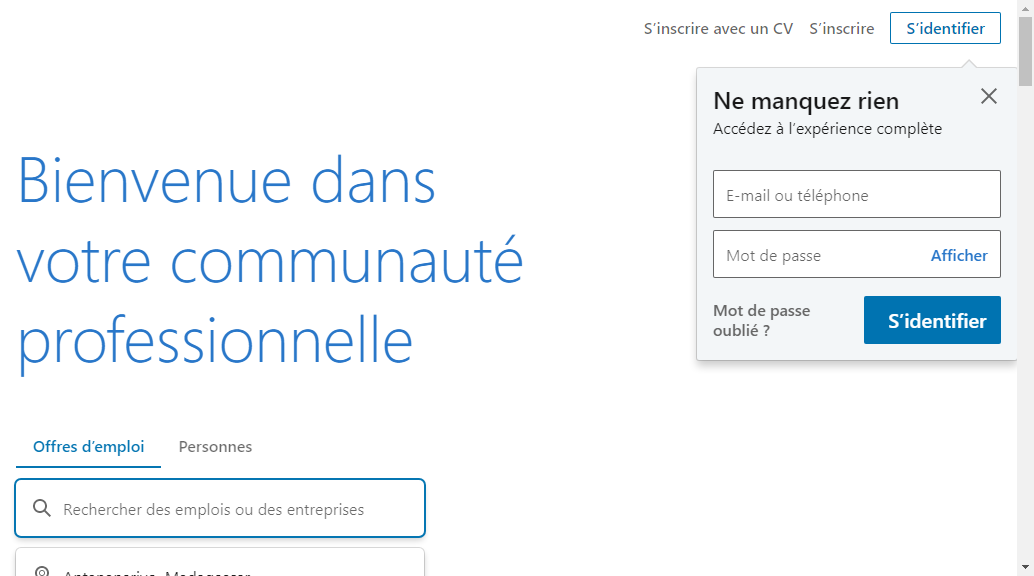 S'inscrire avec un CV S'inscrire S'identifier
Ne manquez rien
Accédez à l'expérience complète
E-mail ou téléphone
Mot de passe Afficher
Mot de passe
oublié ?
S'identifier
Bienvenue dans
votre communauté
professionnelle
Offres d'emploi Personnes
Rechercher des emplois ou des entreprises
Antananarivo, Madagascar